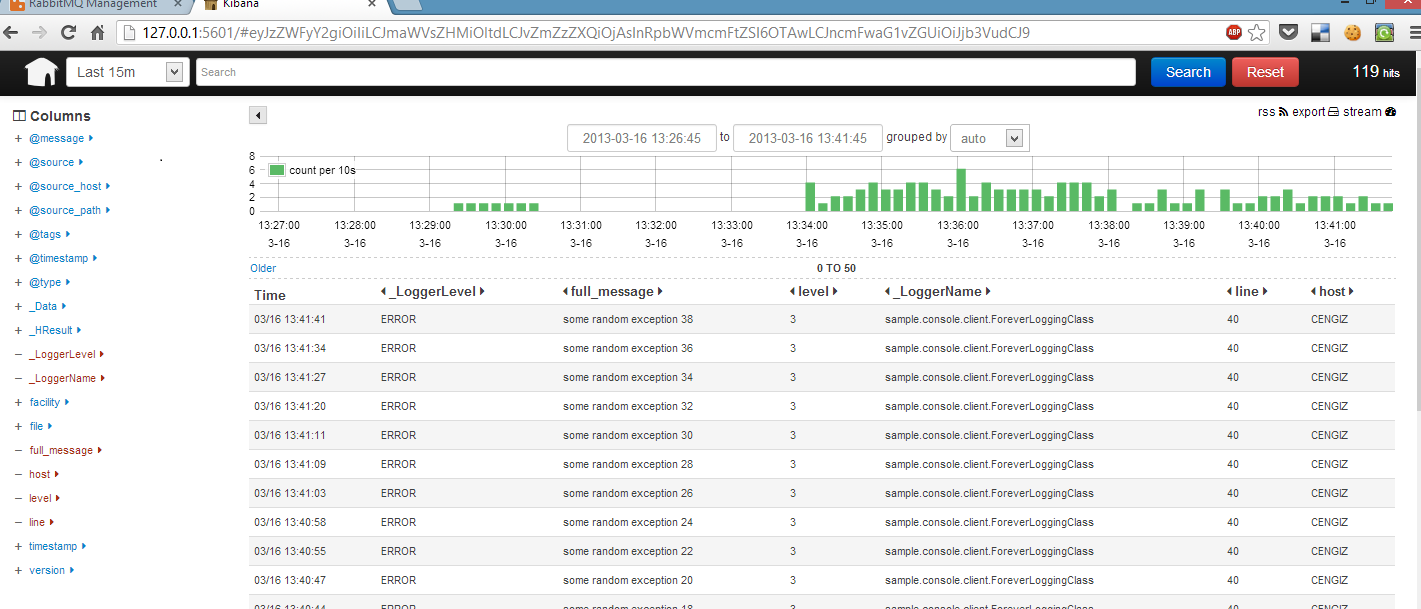 RabbitMQ Management × Kibana ×
127.0.0.1:5601/#eyJzZWFyY2giOiIiLCJmaWVsZHMiOltdLCJvZmZzZXQiOjAsInRpbWVmcmFtZSI6OTAwLCJncmFwaG1vZGUiOiJjb3VudCJ9 ABP
Last 15m Search Search Reset 119 hits
Columns
rss export stream
+ @message
+ @source
+ @source_host
+ @source_path
+ @tags
+ @timestamp
+ @type
+ _Data
+ _HResult
– _LoggerLevel
– _LoggerName
+ facility
+ file
– full_message
– host
– level
– line
+ timestamp
+ version
2013-03-16 13:26:45 to 2013-03-16 13:41:45 grouped by auto
8
6
4
2
0
count per 10s
13:27:00 13:28:00 13:29:00 13:30:00 13:31:00 13:32:00 13:33:00 13:34:00 13:35:00 13:36:00 13:37:00 13:38:00 13:39:00 13:40:00 13:41:00
3-16 3-16 3-16 3-16 3-16 3-16 3-16 3-16 3-16 3-16 3-16 3-16 3-16 3-16 3-16
Older 0 TO 50
Time _LoggerLevel full_message level _LoggerName line host
03/16 13:41:41 ERROR some random exception 38 3 sample.console.client.ForeverLoggingClass 40 CENGIZ
03/16 13:41:34 ERROR some random exception 36 3 sample.console.client.ForeverLoggingClass 40 CENGIZ
03/16 13:41:27 ERROR some random exception 34 3 sample.console.client.ForeverLoggingClass 40 CENGIZ
03/16 13:41:20 ERROR some random exception 32 3 sample.console.client.ForeverLoggingClass 40 CENGIZ
03/16 13:41:11 ERROR some random exception 30 3 sample.console.client.ForeverLoggingClass 40 CENGIZ
03/16 13:41:09 ERROR some random exception 28 3 sample.console.client.ForeverLoggingClass 40 CENGIZ
03/16 13:41:03 ERROR some random exception 26 3 sample.console.client.ForeverLoggingClass 40 CENGIZ
03/16 13:40:58 ERROR some random exception 24 3 sample.console.client.ForeverLoggingClass 40 CENGIZ
03/16 13:40:55 ERROR some random exception 22 3 sample.console.client.ForeverLoggingClass 40 CENGIZ
03/16 13:40:47 ERROR some random exception 20 3 sample.console.client.ForeverLoggingClass 40 CENGIZ
03/16 13:40:44 ERROR some random exception 18 3 sample.console.client.ForeverLoggingClass 40 CENGIZ